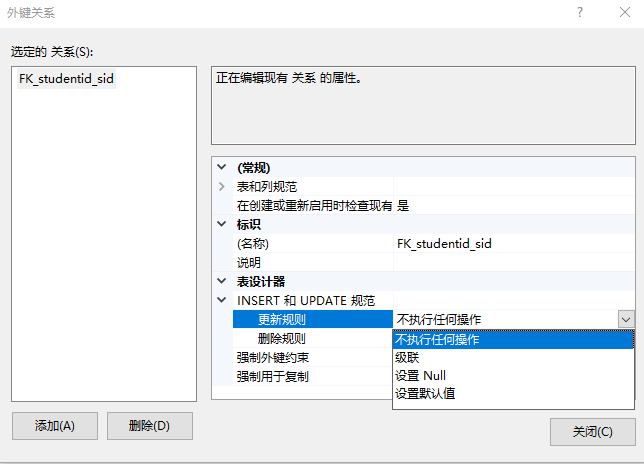 外键关系
? ×
选定的 关系(S):
FK_studentid_sid
正在编辑现有 关系 的属性。
(常规)
表和列规范
在创建或重新启用时检查现有 是
标识
(名称) FK_studentid_sid
说明
表设计器
INSERT 和 UPDATE 规范
更新规则 不执行任何操作
删除规则 不执行任何操作
强制外键约束 级联
强制用于复制 设置 Null
设置默认值
添加(A) 删除(D)
关闭(C)